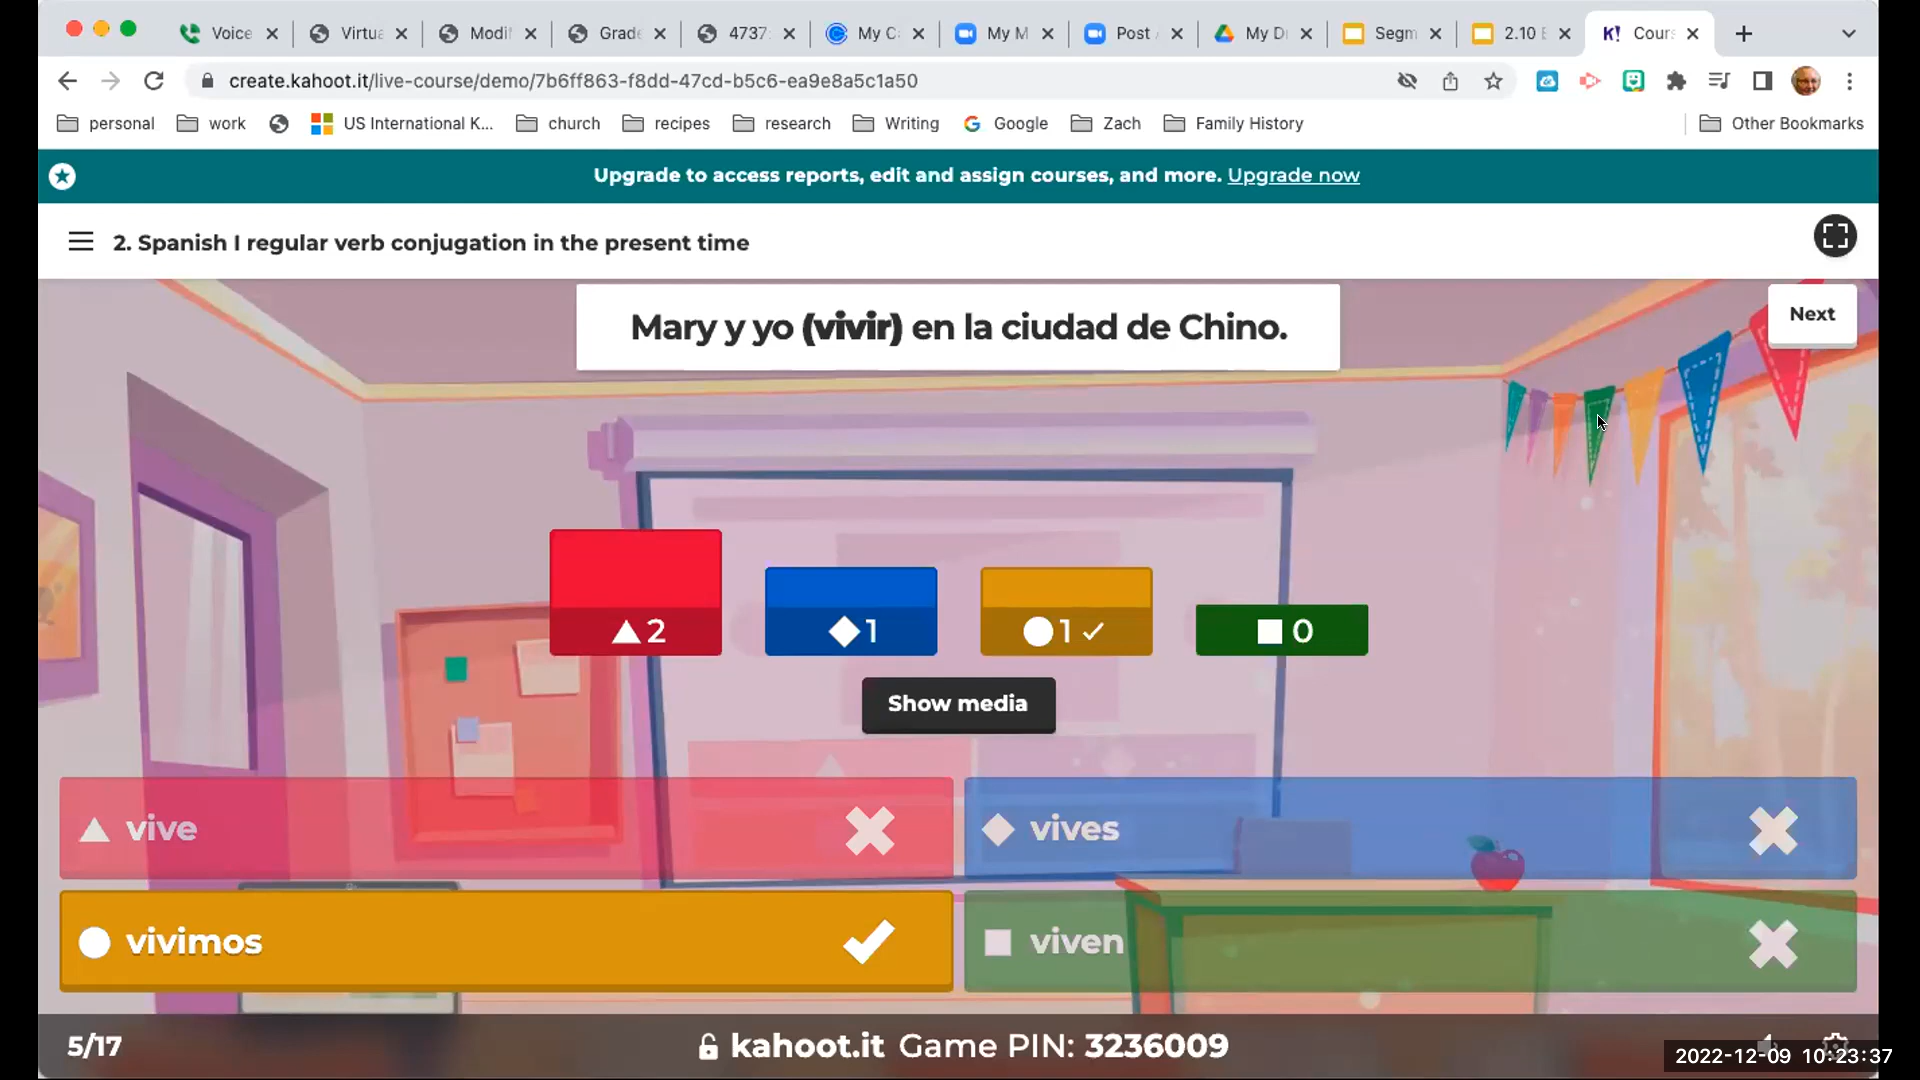 Voice
Virtua
Modif
Grade
4737
My C
My M
Post
My D
Segm
2.10
K! Cours
create.kahoot.it/live-course/demo/7b6ff863-f8dd-47cd-b5c6-ea9e8a5c1a50
personal work US International K... church recipes research Writing Google Zach Family History Other Bookmarks
Upgrade to access reports, edit and assign courses, and more. Upgrade now
2. Spanish I regular verb conjugation in the present time
Mary y yo (vivir) en la ciudad de Chino.
Next
2
1
1
0
Show media
vive
vives
vivimos
viven
5/17
kahoot.it Game PIN: 3236009
2022-12-09 10:23:37